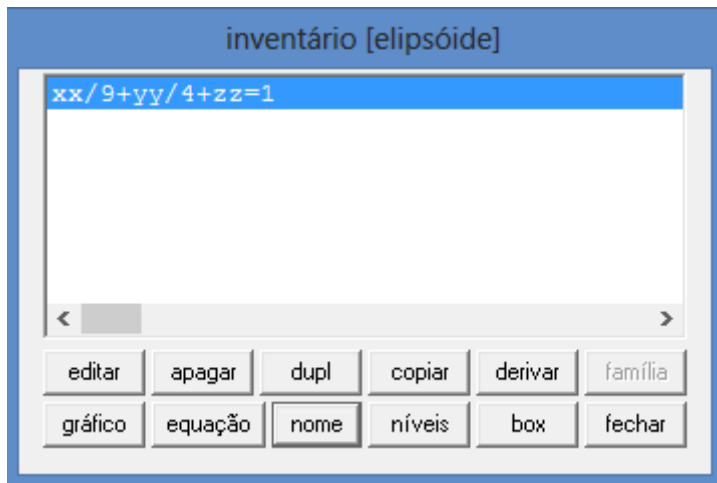 inventário [elipsóide]
xx/9+yy/4+zz=1
editar apagar dupl copiar derivar família
gráfico equação nome níveis box fechar